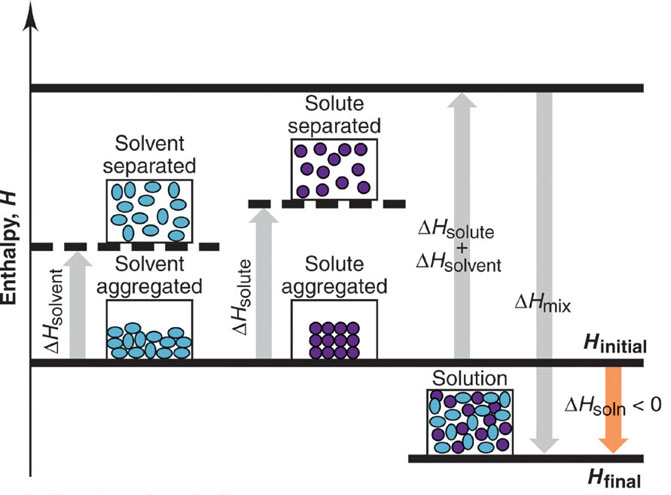 Enthalpy, H
Solvent
separated
Solute
separated
ΔHsolvent
Solvent
aggregated
ΔHsolute
Solute
aggregated
ΔHsolute
+
ΔHsolvent
ΔHmix
Hinitial
Solution
ΔHsoln < 0
Hfinal